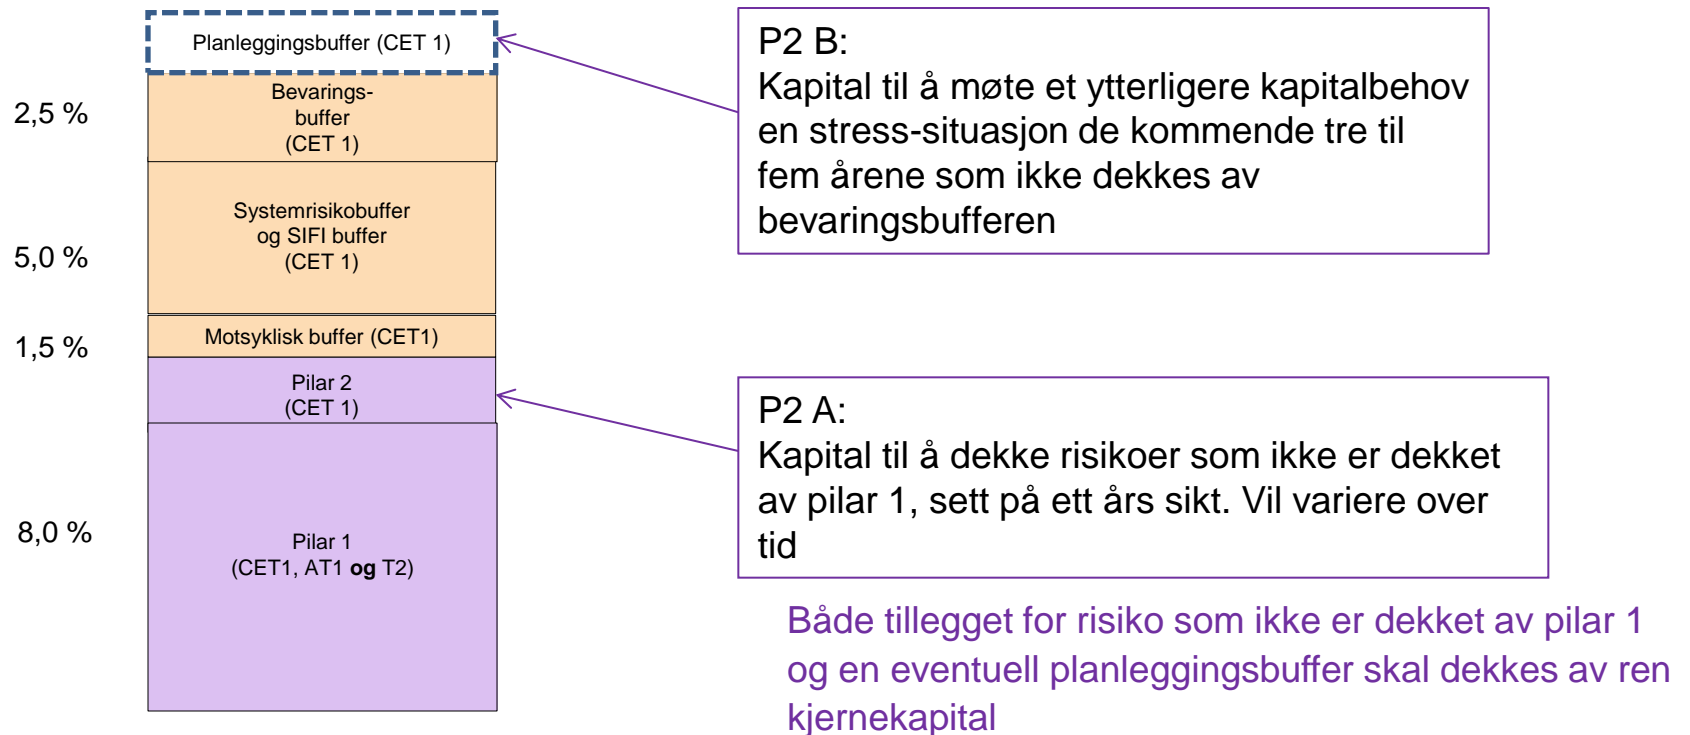 Planleggingsbuffer (CET 1)
2,5 %
Bevarings-
buffer
(CET 1)
5,0 %
Systemrisikobuffer
og SIFI buffer
(CET 1)
1,5 %
Motsyklisk buffer (CET1)
Pilar 2
(CET 1)
8,0 %
Pilar 1
(CET1, AT1 og T2)
P2 B:
Kapital til å møte et ytterligere kapitalbehov
en stress-situasjon de kommende tre til
fem årene som ikke dekkes av
bevaringsbufferen
P2 A:
Kapital til å dekke risikoer som ikke er dekket
av pilar 1, sett på ett års sikt. Vil variere over
tid
Både tillegget for risiko som ikke er dekket av pilar 1
og en eventuell planleggingsbuffer skal dekkes av ren
kjernekapital